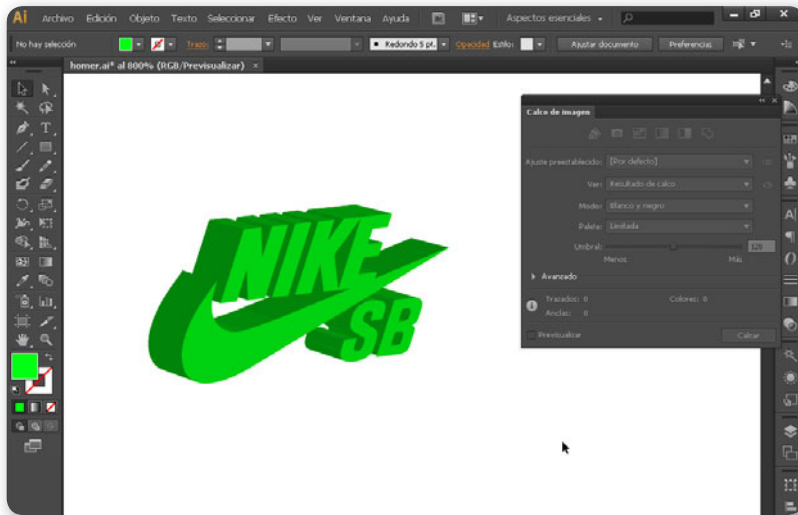 Ai Archivo Edición Objeto Texto Seleccionar Efecto Ver Ventana Ayuda Br Aspectos esenciales
No hay selección Trazo: Redondo 5 pt. Opacidad Estilo: Ajustar documento Preferencias
homer.ai* al 800% (RGB/Previsualizar) ×
Calco de imagen
Ajuste preestablecido: [Por defecto]
Ver: Resultado de calco
Modo: Blanco y negro
Paleta: Limitada
Umbral: 128
Menos Más
Avanzado
Trazados: 0 Colores: 0
Anclas: 0
Previsualizar Calcar
NIKE
SB